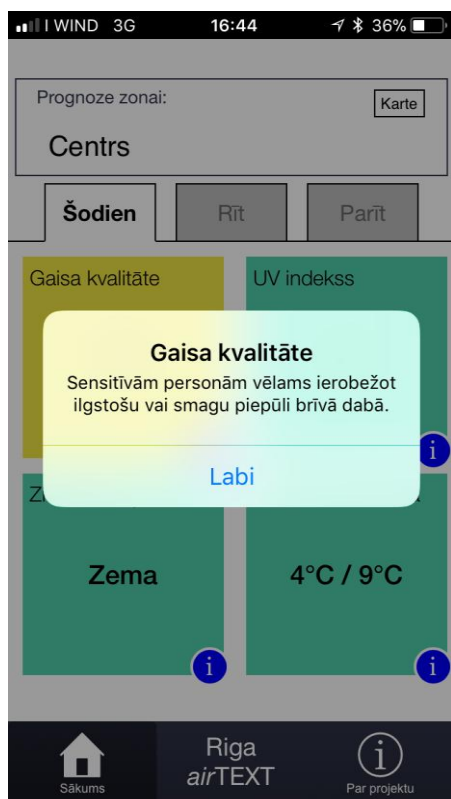 I WIND 3G 16:44 36%
Prognoze zonai:
Karte
Centrs
Šodien Rīt Parīt
Gaisa kvalitāte UV indekss
Gaisa kvalitāte
Sensitīvām personām vēlams ierobežot
ilgstošu vai smagu piepūli brīvā dabā.
i
Labi
Zema 4°C / 9°C
i i
Riga
airTEXT
i
Sākums Par projektu